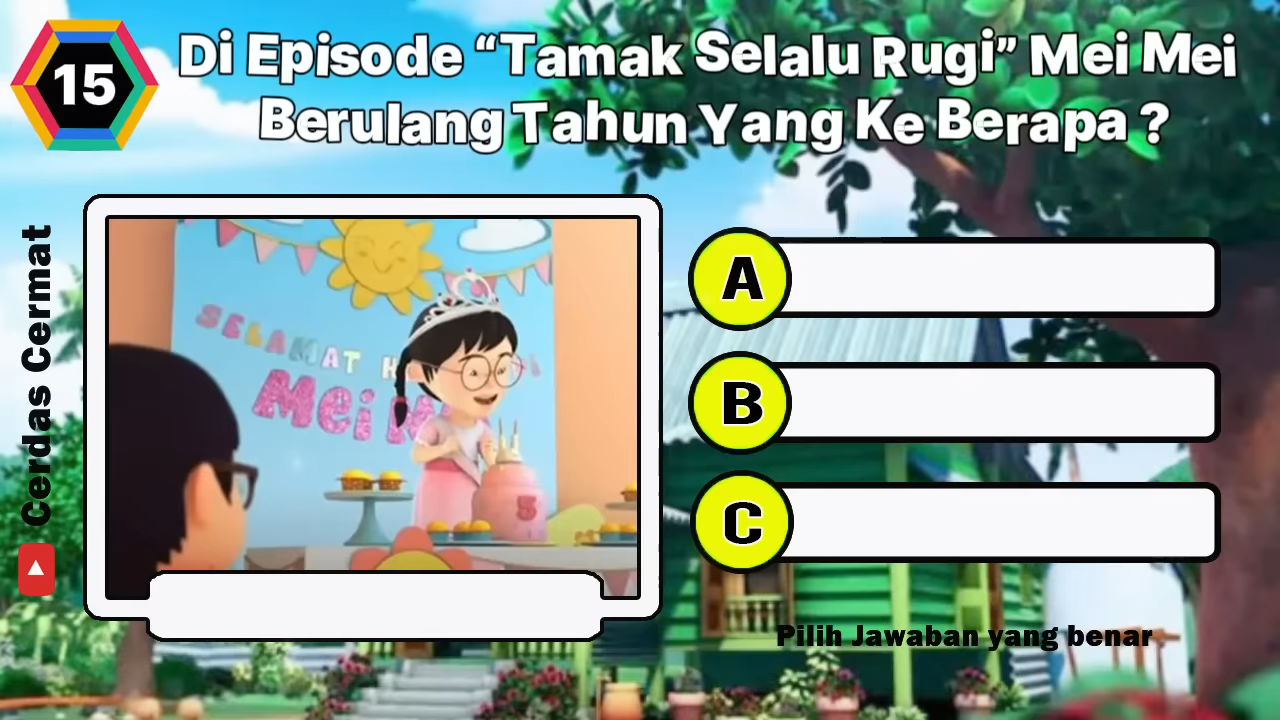 15
Di Episode “Tamak Selalu Rugi” Mei Mei
Berulang Tahun Yang Ke Berapa ?
Cerdas Cermat
SELAMAT
Mei
5
A
B
C
Pilih Jawaban yang benar